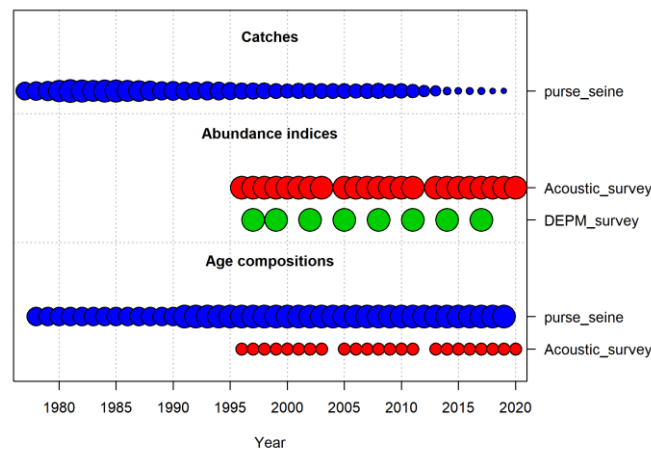 Catches
purse_seine
Abundance indices
Acoustic_survey
DEPM_survey
Age compositions
purse_seine
Acoustic_survey
1980 1985 1990 1995 2000 2005 2010 2015 2020
Year